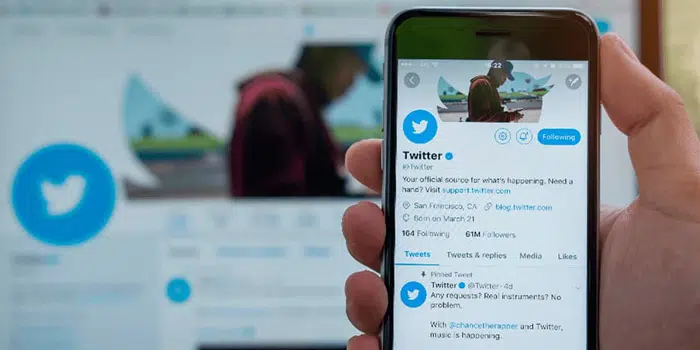 22
Following
Twitter
@Twitter
Your official source for what's happening. Need a
hand? Visit support.twitter.com
San Francisco, CA blog.twitter.com
Born on March 21
164 Following 61M Followers
Tweets Tweets & replies Media Likes
Pinned Tweet
Twitter @Twitter · 4d
Any requests? Real instruments? No
problem.
With @chancetherapper and Twitter,
music is happening.